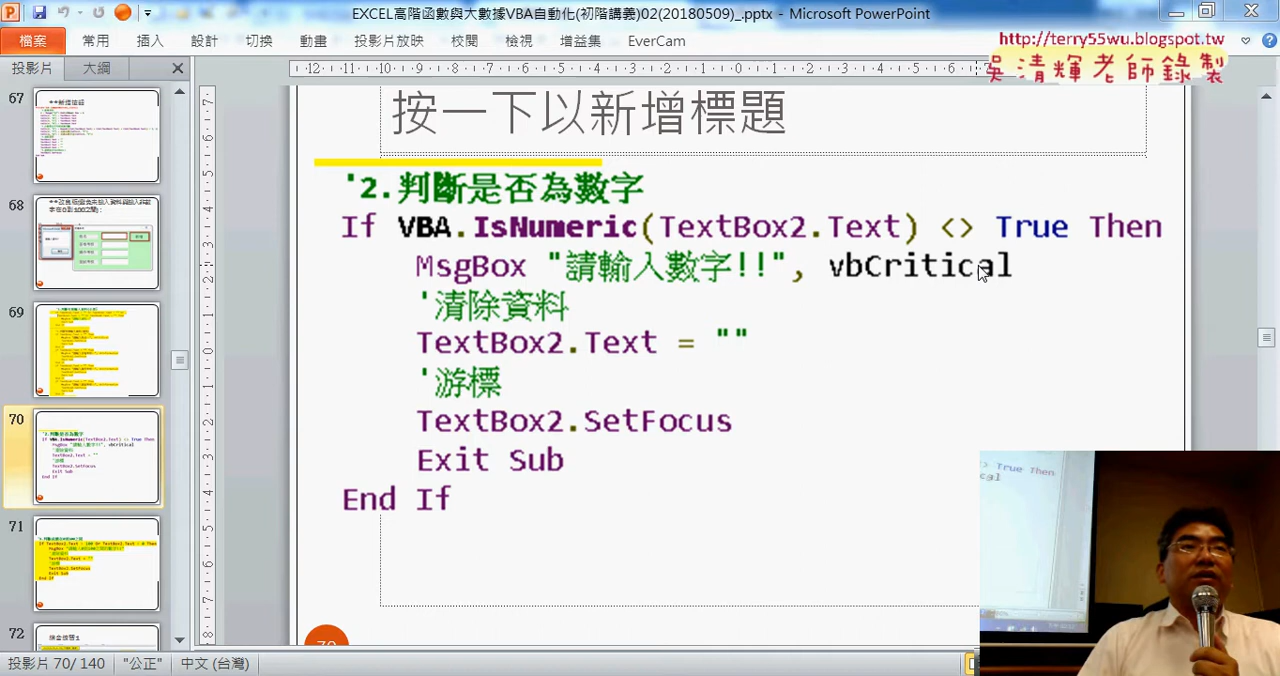 EXCEL高階函數與大數據VBA自動化(初階講義)02(20180509)_.pptx - Microsoft PowerPoint
檔案 常用 插入 設計 切換 動畫 投影片放映 校閱 檢視 增益集 EverCam
http://terry55wu.blogspot.tw
吳清輝老師錄製
投影片 大綱
67
68
69
70
71
72
按一下以新增標題
'2.判斷是否為數字
If VBA.IsNumeric(TextBox2.Text) <> True Then
MsgBox "請輸入數字!!", vbCritical
'清除資料
TextBox2.Text = ""
'游標
TextBox2.SetFocus
Exit Sub
End If
投影片 70/ 140 "公正" 中文 (台灣)